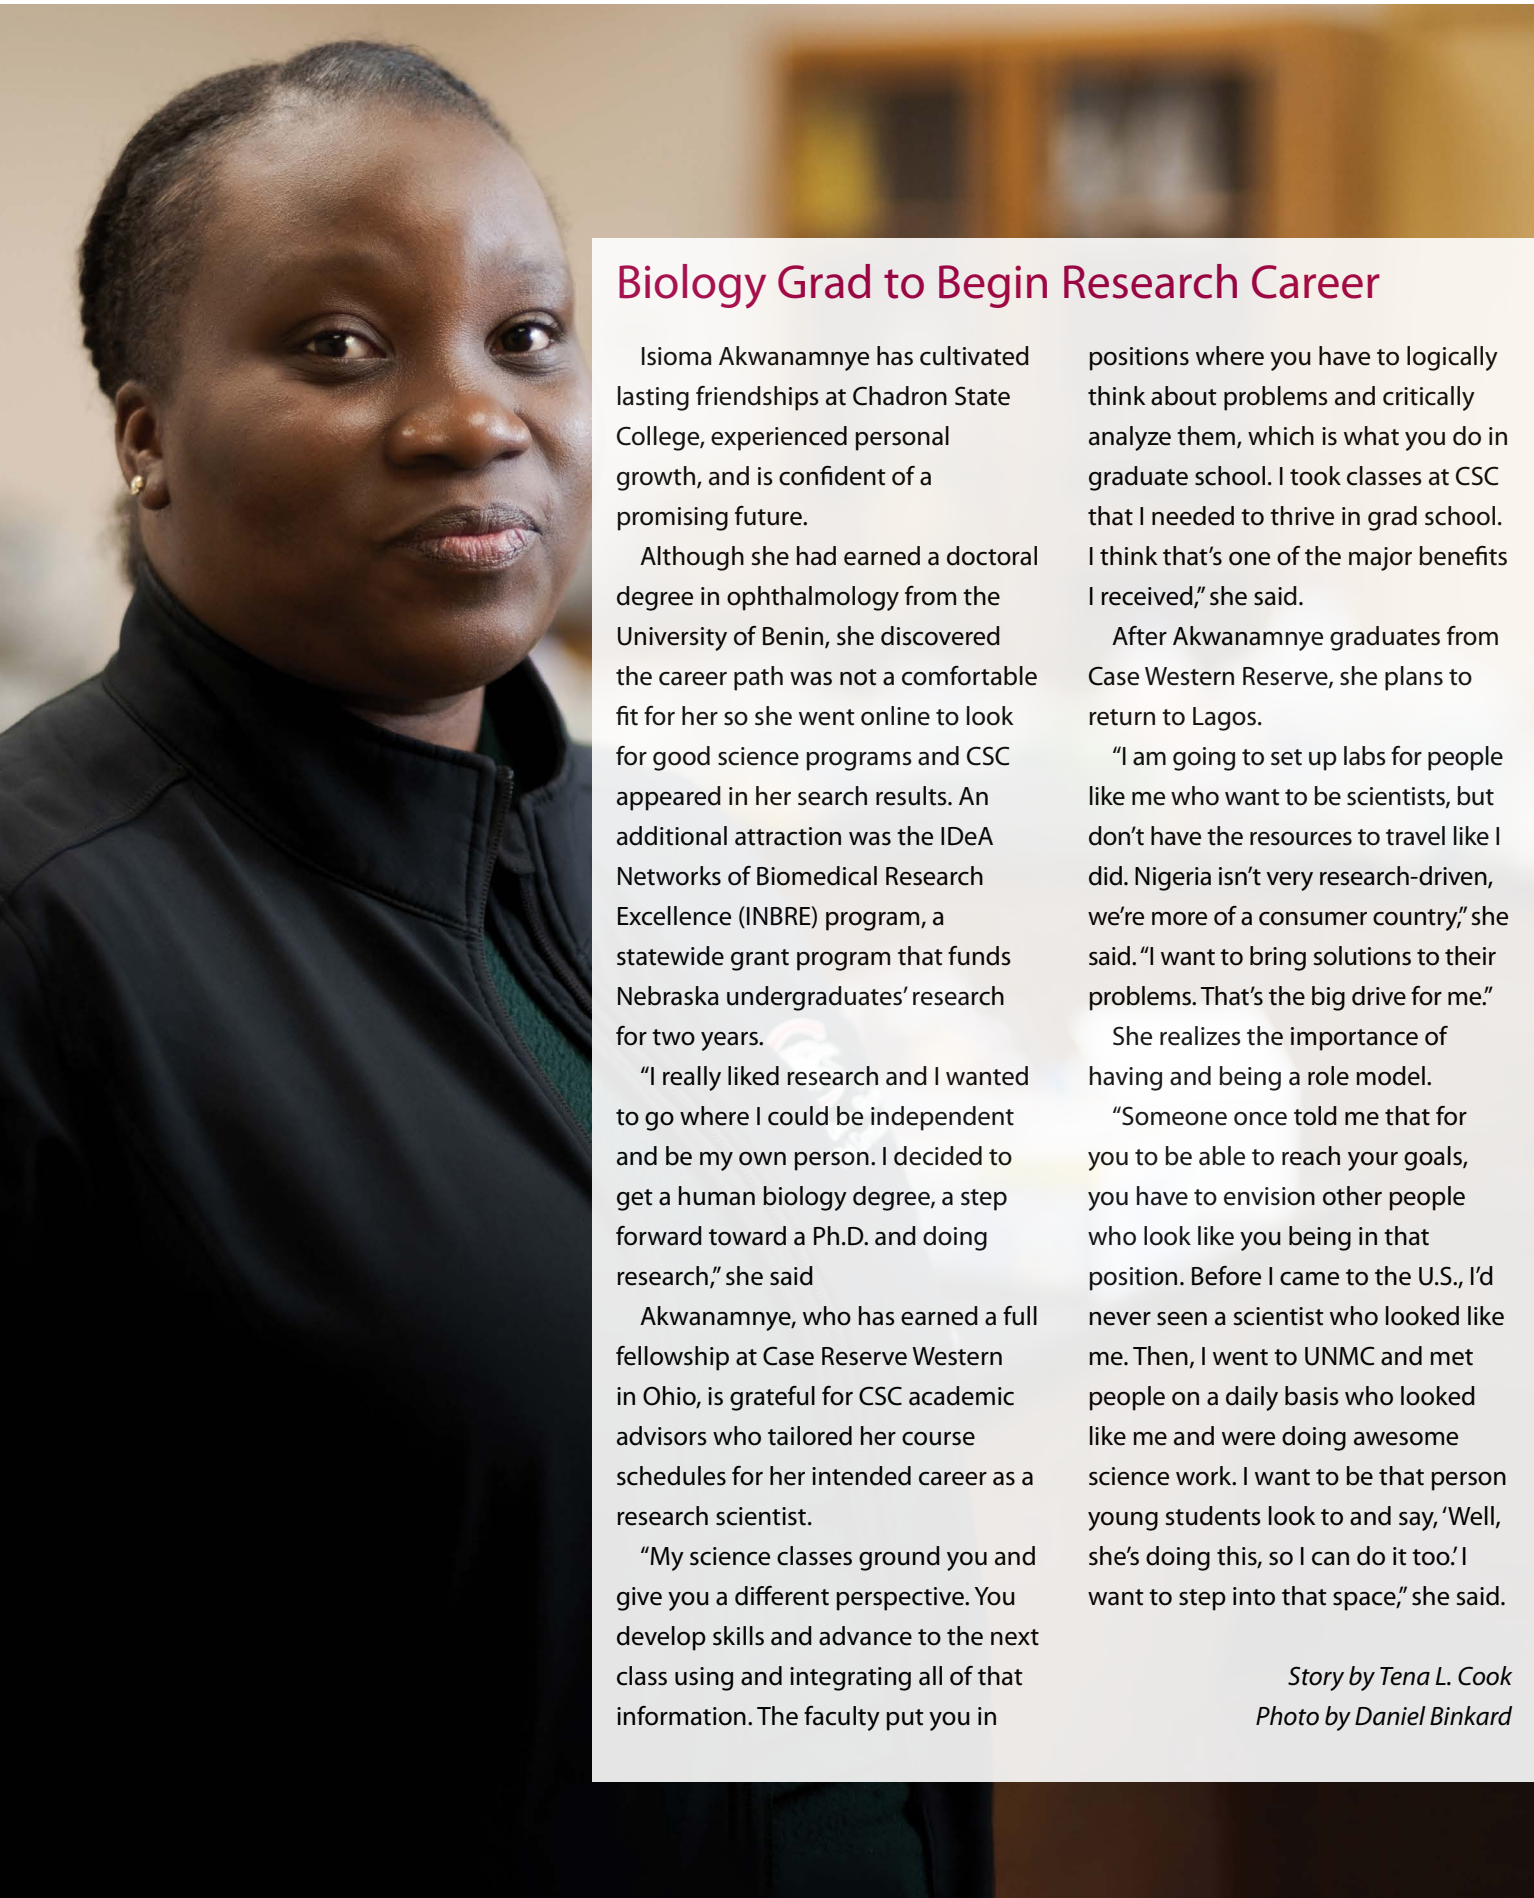 Biology Grad to Begin Research Career
Isioma Akwanamnye has cultivated
lasting friendships at Chadron State
College, experienced personal
growth, and is confident of a
promising future.
Although she had earned a doctoral
degree in ophthalmology from the
University of Benin, she discovered
the career path was not a comfortable
fit for her so she went online to look
for good science programs and CSC
appeared in her search results. An
additional attraction was the IDeA
Networks of Biomedical Research
Excellence (INBRE) program, a
statewide grant program that funds
Nebraska undergraduates’ research
for two years.
“I really liked research and I wanted
to go where I could be independent
and be my own person. I decided to
get a human biology degree, a step
forward toward a Ph.D. and doing
research,” she said
Akwanamnye, who has earned a full
fellowship at Case Reserve Western
in Ohio, is grateful for CSC academic
advisors who tailored her course
schedules for her intended career as a
research scientist.
“My science classes ground you and
give you a different perspective. You
develop skills and advance to the next
class using and integrating all of that
information. The faculty put you in
positions where you have to logically
think about problems and critically
analyze them, which is what you do in
graduate school. I took classes at CSC
that I needed to thrive in grad school.
I think that’s one of the major benefits
I received,” she said.
After Akwanamnye graduates from
Case Western Reserve, she plans to
return to Lagos.
“I am going to set up labs for people
like me who want to be scientists, but
don’t have the resources to travel like I
did. Nigeria isn’t very research-driven,
we’re more of a consumer country,” she
said. “I want to bring solutions to their
problems. That’s the big drive for me.”
She realizes the importance of
having and being a role model.
“Someone once told me that for
you to be able to reach your goals,
you have to envision other people
who look like you being in that
position. Before I came to the U.S., I’d
never seen a scientist who looked like
me. Then, I went to UNMC and met
people on a daily basis who looked
like me and were doing awesome
science work. I want to be that person
young students look to and say, ‘Well,
she’s doing this, so I can do it too.’ I
want to step into that space,” she said.
Story by Tena L. Cook
Photo by Daniel Binkard